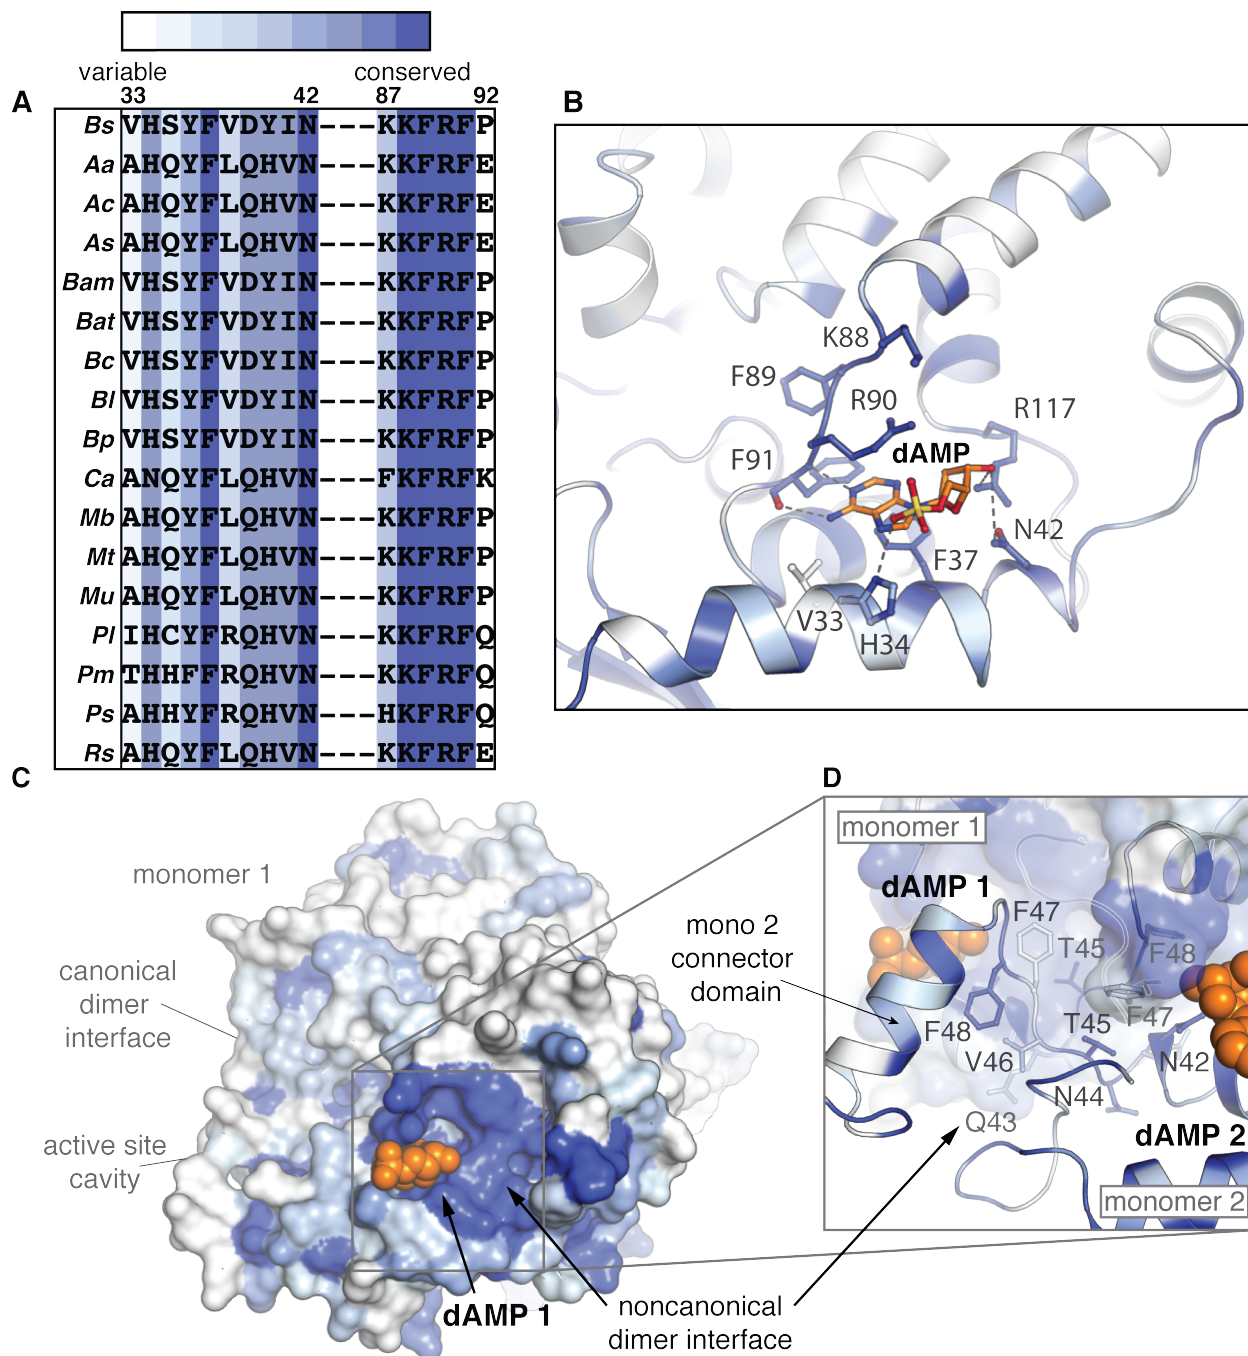 variable conserved
A
33 42 87 92
Bs VHSYFVDYIN---KKFRFP
Aa AHQYFLQHVN---KKFRFE
Ac AHQYFLQHVN---KKFRFE
As AHQYFLQHVN---KKFRFE
Bam VHSYFVDYIN---KKFRFP
Bat VHSYFVDYIN---KKFRFP
Bc VHSYFVDYIN---KKFRFP
Bl VHSYFVDYIN---KKFRFP
Bp VHSYFVDYIN---KKFRFP
Ca ANQYFLQHVN---FKFRFK
Mb AHQYFLQHVN---KKFRFP
Mt AHQYFLQHVN---KKFRFP
Mu AHQYFLQHVN---KKFRFP
Pl IHCYFRQHVN---KKFRFQ
Pm THHFFRQHVN---KKFRFQ
Ps AHHYFRQHVN---HKFRFQ
Rs AHQYFLQHVN---KKFRFE
B
K88
F89
R90
R117
F91
dAMP
N42
F37
V33
H34
C
monomer 1
canonical
dimer
interface
active site
cavity
dAMP 1
noncanonical
dimer interface
mono 2
connector
domain
D
monomer 1
dAMP 1
F47
T45
F48
F48
T45
F47
V46
N42
N44
Q43
dAMP 2
monomer 2